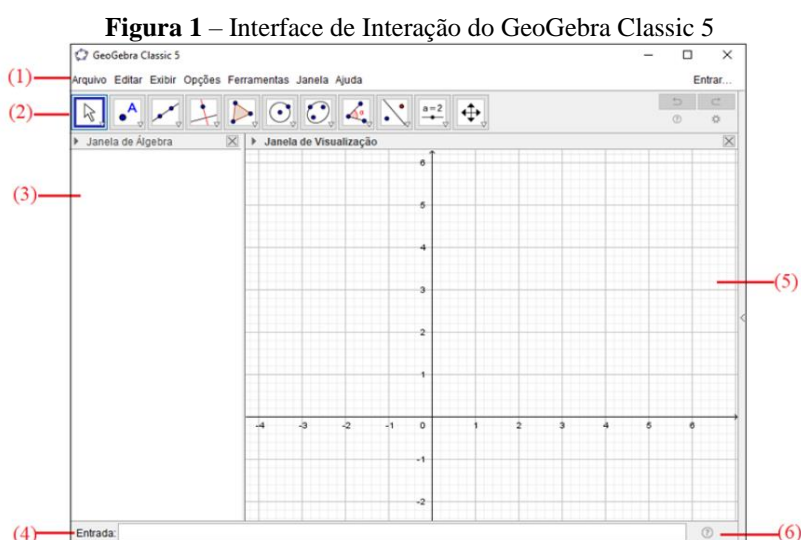 Figura 1 – Interface de Interação do GeoGebra Classic 5
GeoGebra Classic 5
(1)
Arquivo Editar Exibir Opções Ferramentas Janela Ajuda Entrar...
(2)
A
α
a=2
Janela de Álgebra Janela de Visualização
(3)
6
5
4
3
2
1
-4 -3 -2 -1 0 1 2 3 4 5 6
-1
-2
(5)
(4) Entrada: (6)